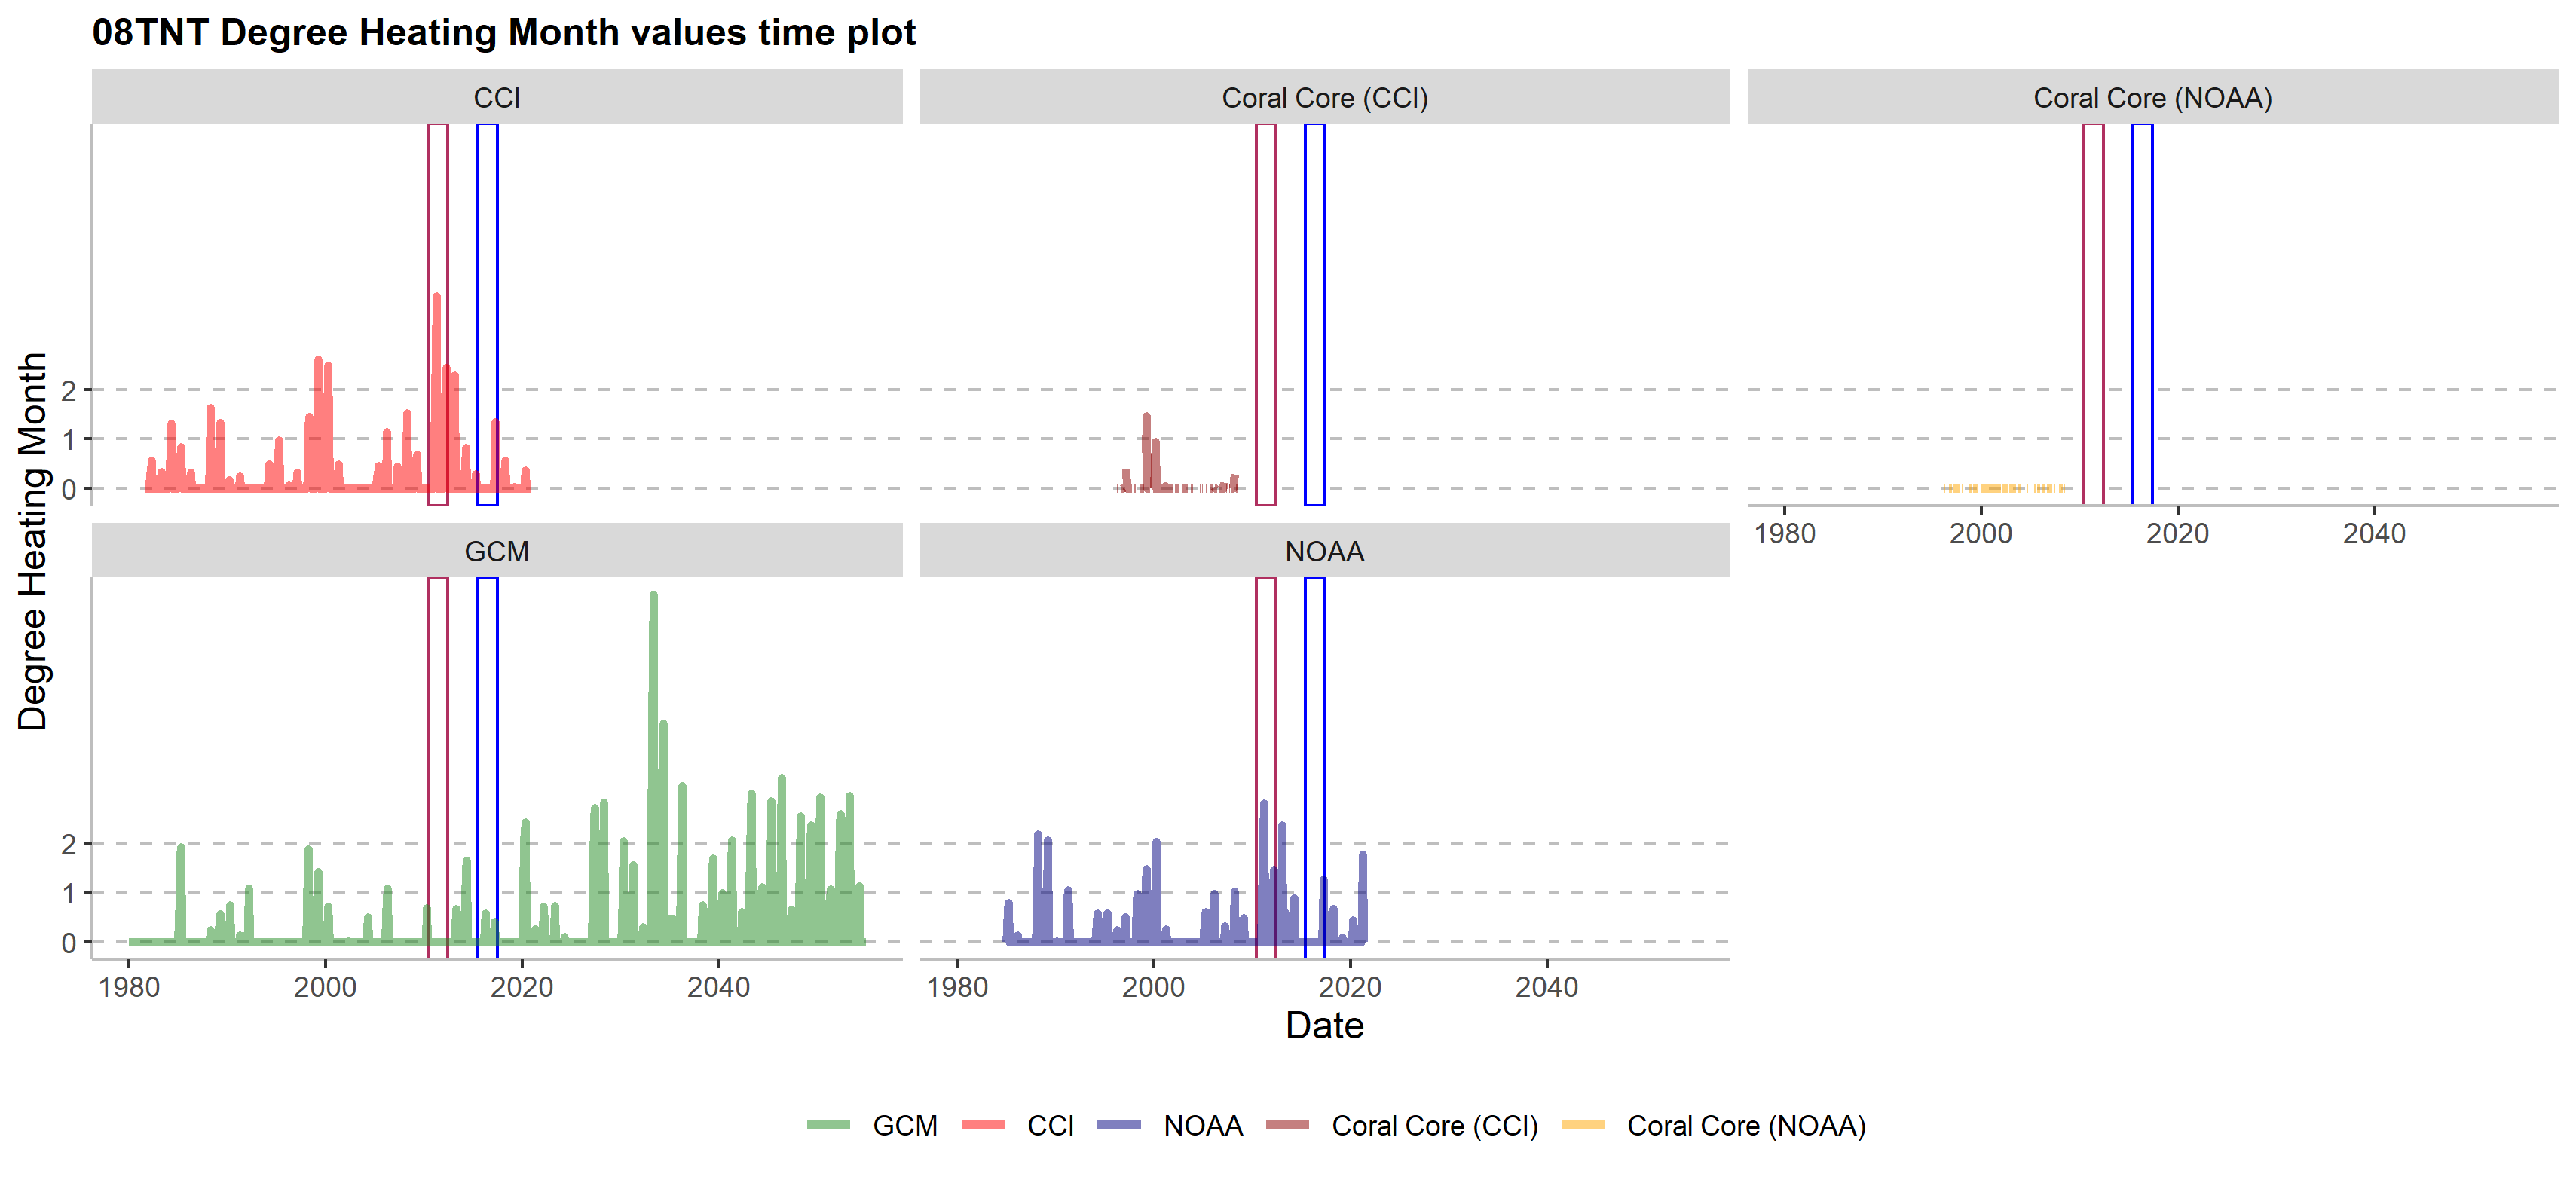 08TNT Degree Heating Month values time plot
CCI
Coral Core (CCI)
Coral Core (NOAA)
Degree Heating Month
2
1
0
1980 2000 2020 2040
GCM
NOAA
2
1
0
1980 2000 2020 2040
1980 2000 2020 2040
Date
GCM CCI NOAA Coral Core (CCI) Coral Core (NOAA)